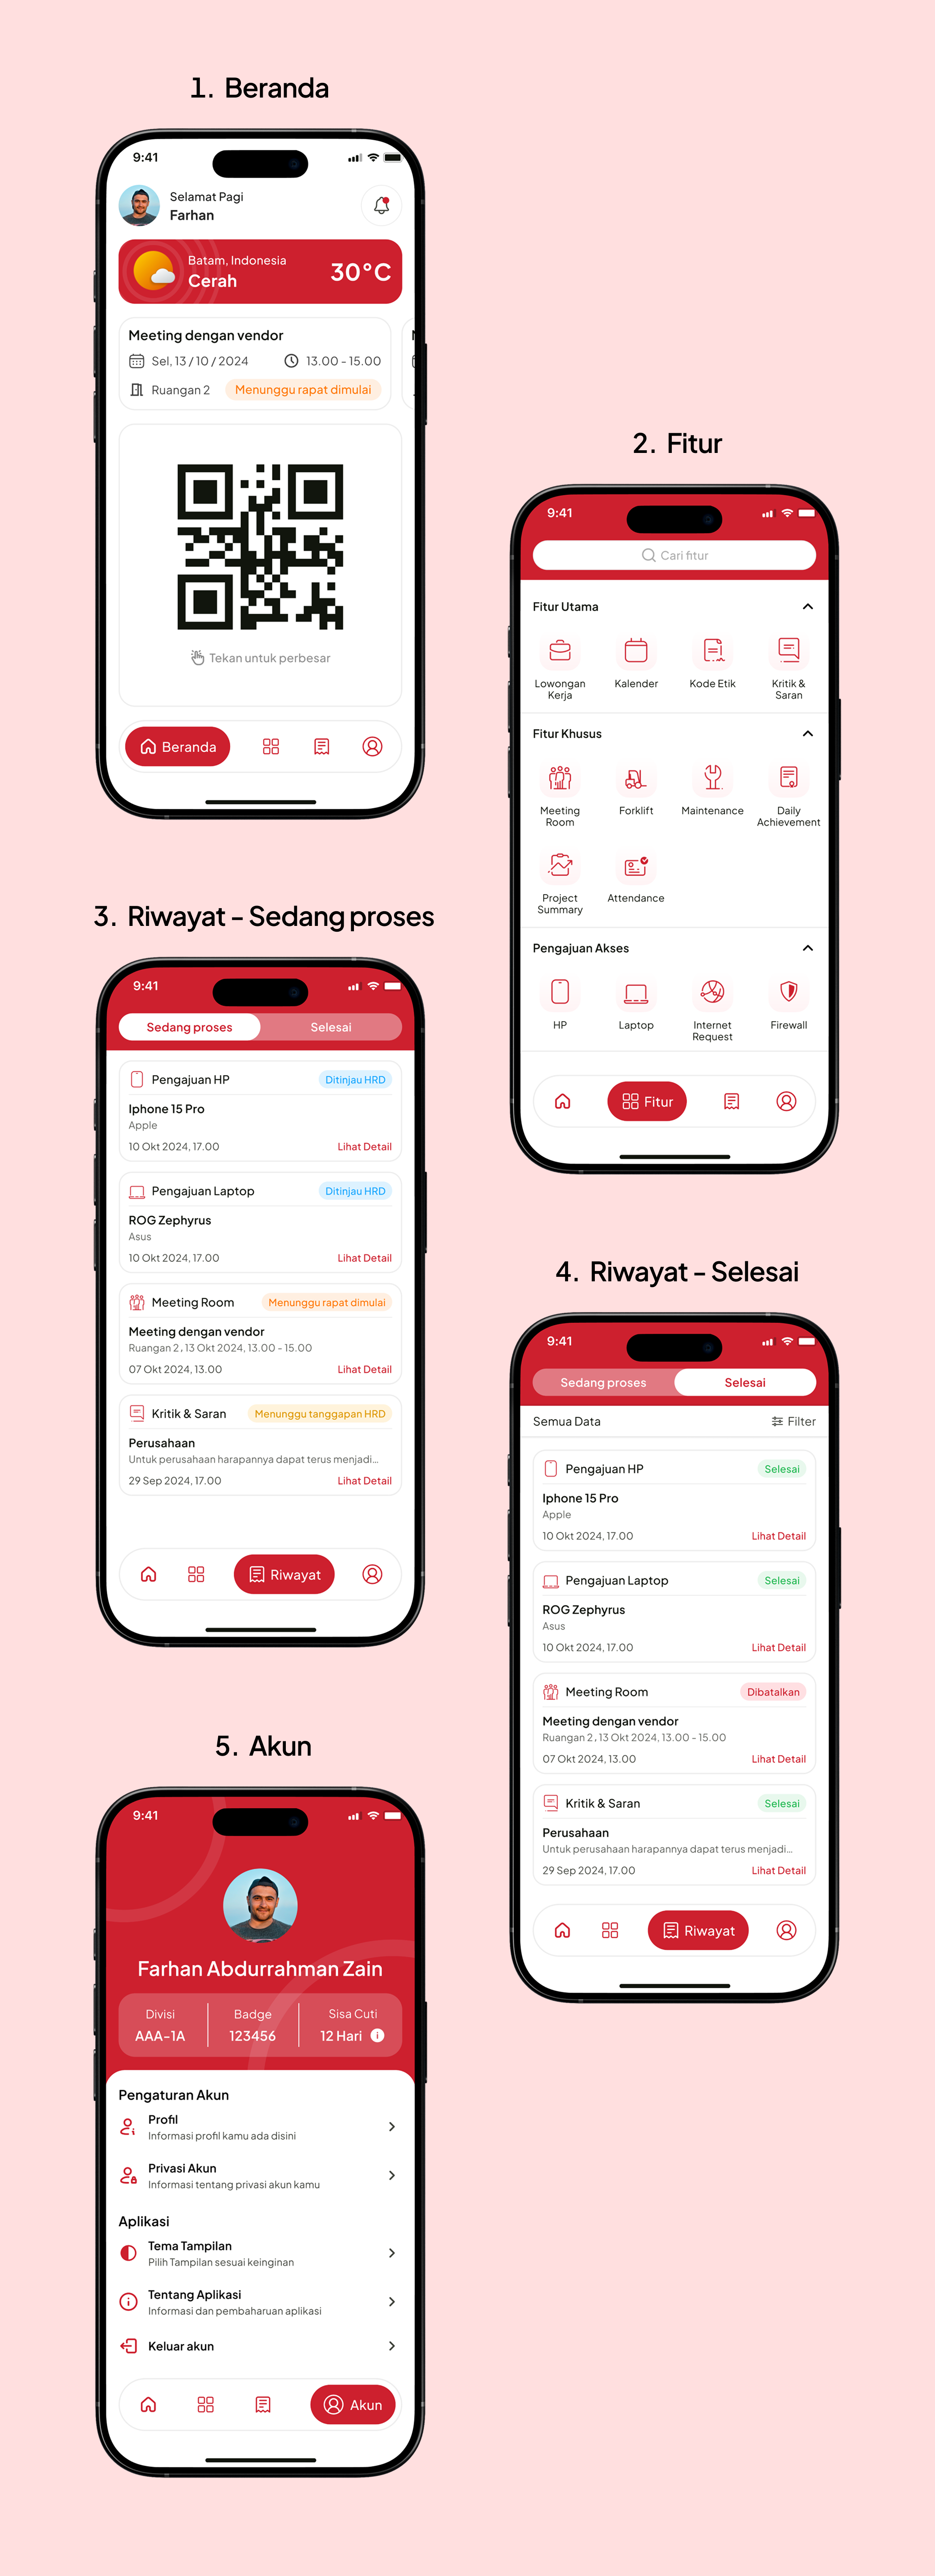 1. Beranda
9:41
Selamat Pagi
Farhan
Batam, Indonesia
Cerah
30°C
Meeting dengan vendor
Sel, 13 / 10 / 2024
13.00 - 15.00
Ruangan 2
Menunggu rapat dimulai
Tekan untuk perbesar
Beranda
2. Fitur
9:41
Cari fitur
Fitur Utama
Lowongan
Kerja
Kalender
Kode Etik
Kritik &
Saran
Fitur Khusus
Meeting
Room
Forklift
Maintenance
Daily
Achievement
Project
Summary
Attendance
Pengajuan Akses
HP
Laptop
Internet
Request
Firewall
Fitur
3. Riwayat - Sedang proses
9:41
Sedang proses
Selesai
Pengajuan HP
Ditinjau HRD
Iphone 15 Pro
Apple
10 Okt 2024, 17.00
Lihat Detail
Pengajuan Laptop
Ditinjau HRD
ROG Zephyrus
Asus
10 Okt 2024, 17.00
Lihat Detail
Meeting Room
Menunggu rapat dimulai
Meeting dengan vendor
Ruangan 2 , 13 Okt 2024, 13.00 - 15.00
07 Okt 2024, 13.00
Lihat Detail
Kritik & Saran
Menunggu tanggapan HRD
Perusahaan
Untuk perusahaan harapannya dapat terus menjadi...
29 Sep 2024, 17.00
Lihat Detail
Riwayat
4. Riwayat - Selesai
9:41
Sedang proses
Selesai
Semua Data
Filter
Pengajuan HP
Selesai
Iphone 15 Pro
Apple
10 Okt 2024, 17.00
Lihat Detail
Pengajuan Laptop
Selesai
ROG Zephyrus
Asus
10 Okt 2024, 17.00
Lihat Detail
Meeting Room
Dibatalkan
Meeting dengan vendor
Ruangan 2 , 13 Okt 2024, 13.00 - 15.00
07 Okt 2024, 13.00
Lihat Detail
Kritik & Saran
Selesai
Perusahaan
Untuk perusahaan harapannya dapat terus menjadi...
29 Sep 2024, 17.00
Lihat Detail
Riwayat
5. Akun
9:41
Farhan Abdurrahman Zain
Divisi
AAA-1A
Badge
123456
Sisa Cuti
12 Hari
Pengaturan Akun
Profil
Informasi profil kamu ada disini
Privasi Akun
Informasi tentang privasi akun kamu
Aplikasi
Tema Tampilan
Pilih Tampilan sesuai keinginan
Tentang Aplikasi
Informasi dan pembaharuan aplikasi
Keluar akun
Akun